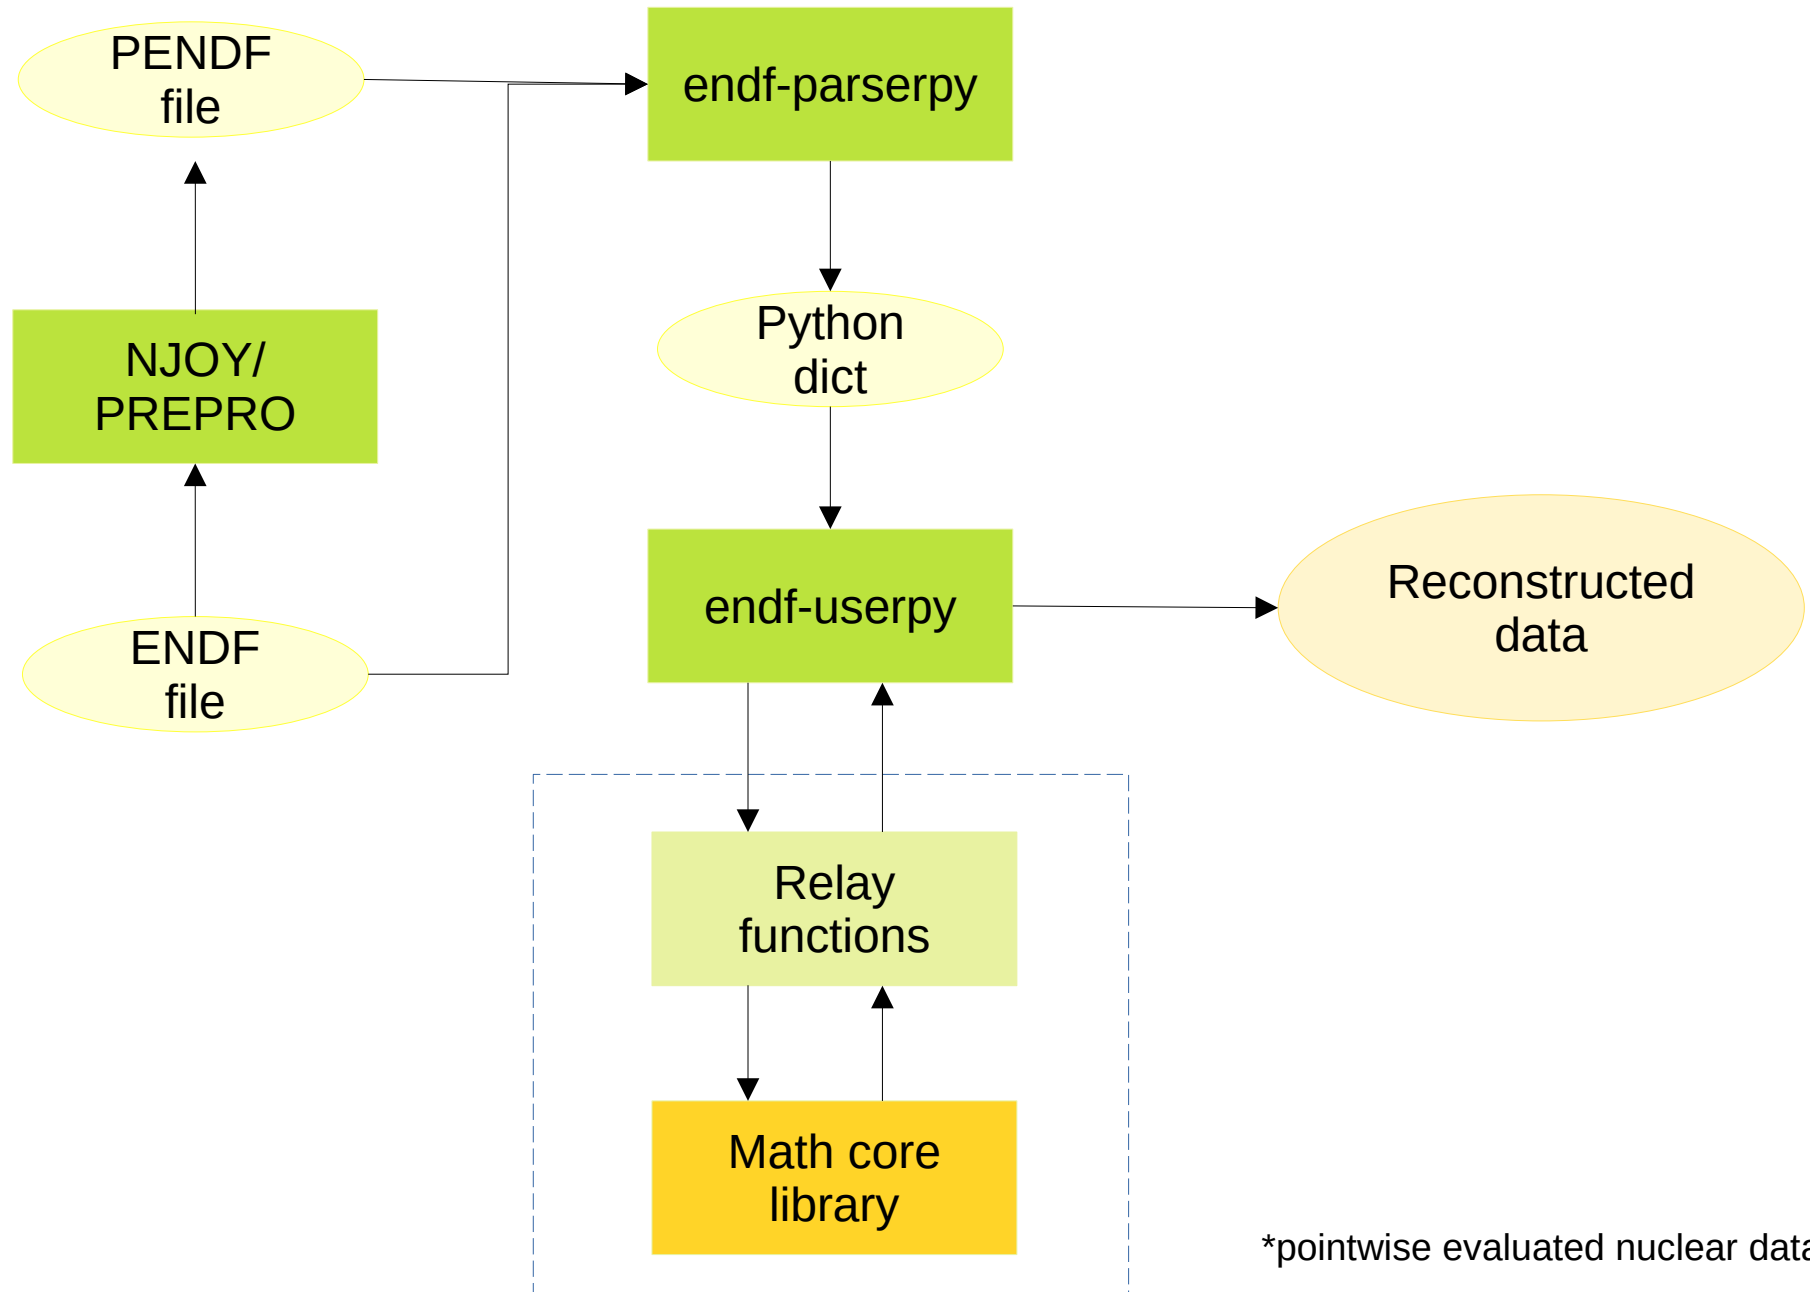 PENDF
file
endf-parserpy
Python
dict
NJOY/
PREPRO
ENDF
file
endf-userpy
Reconstructed
data
Relay
functions
Math core
library
*pointwise evaluated nuclear data